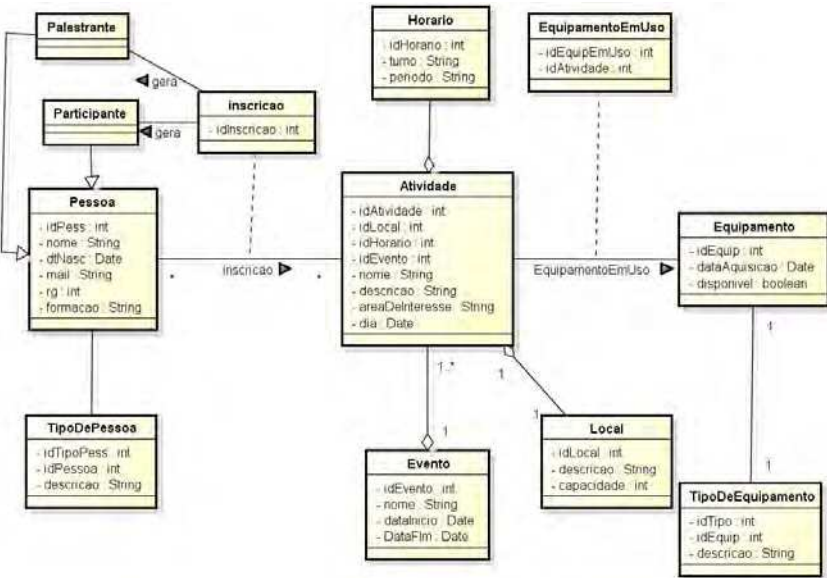 Palestrante
gera
Participante
gera
inscricao
- idInscricao : int
Horario
- idHorario : int
- turno : String
- periodo : String
EquipamentoEmUso
- idEquipEmUso : int
- idAtividade : int
Pessoa
- idPess : int
- nome : String
- dtNasc : Date
- mail : String
- rg : int
- formacao : String
*
inscricao
*
Atividade
- idAtividade : int
- idLocal : int
- idHorario : int
- idEvento : int
- nome : String
- descricao : String
- areaDeInteresse : String
- dia : Date
EquipamentoEmUso
Equipamento
- idEquip : int
- dataAquisicao : Date
- disponivel : boolean
1
1
1..*
1
1
1
TipoDePessoa
- idTipoPess : int
- idPessoa : int
- descricao : String
Evento
- idEvento : int
- nome : String
- dataInicio : Date
- DataFim : Date
Local
- idLocal : int
- descricao : String
- capacidade : int
TipoDeEquipamento
- idTipo : int
- idEquip : int
- descricao : String